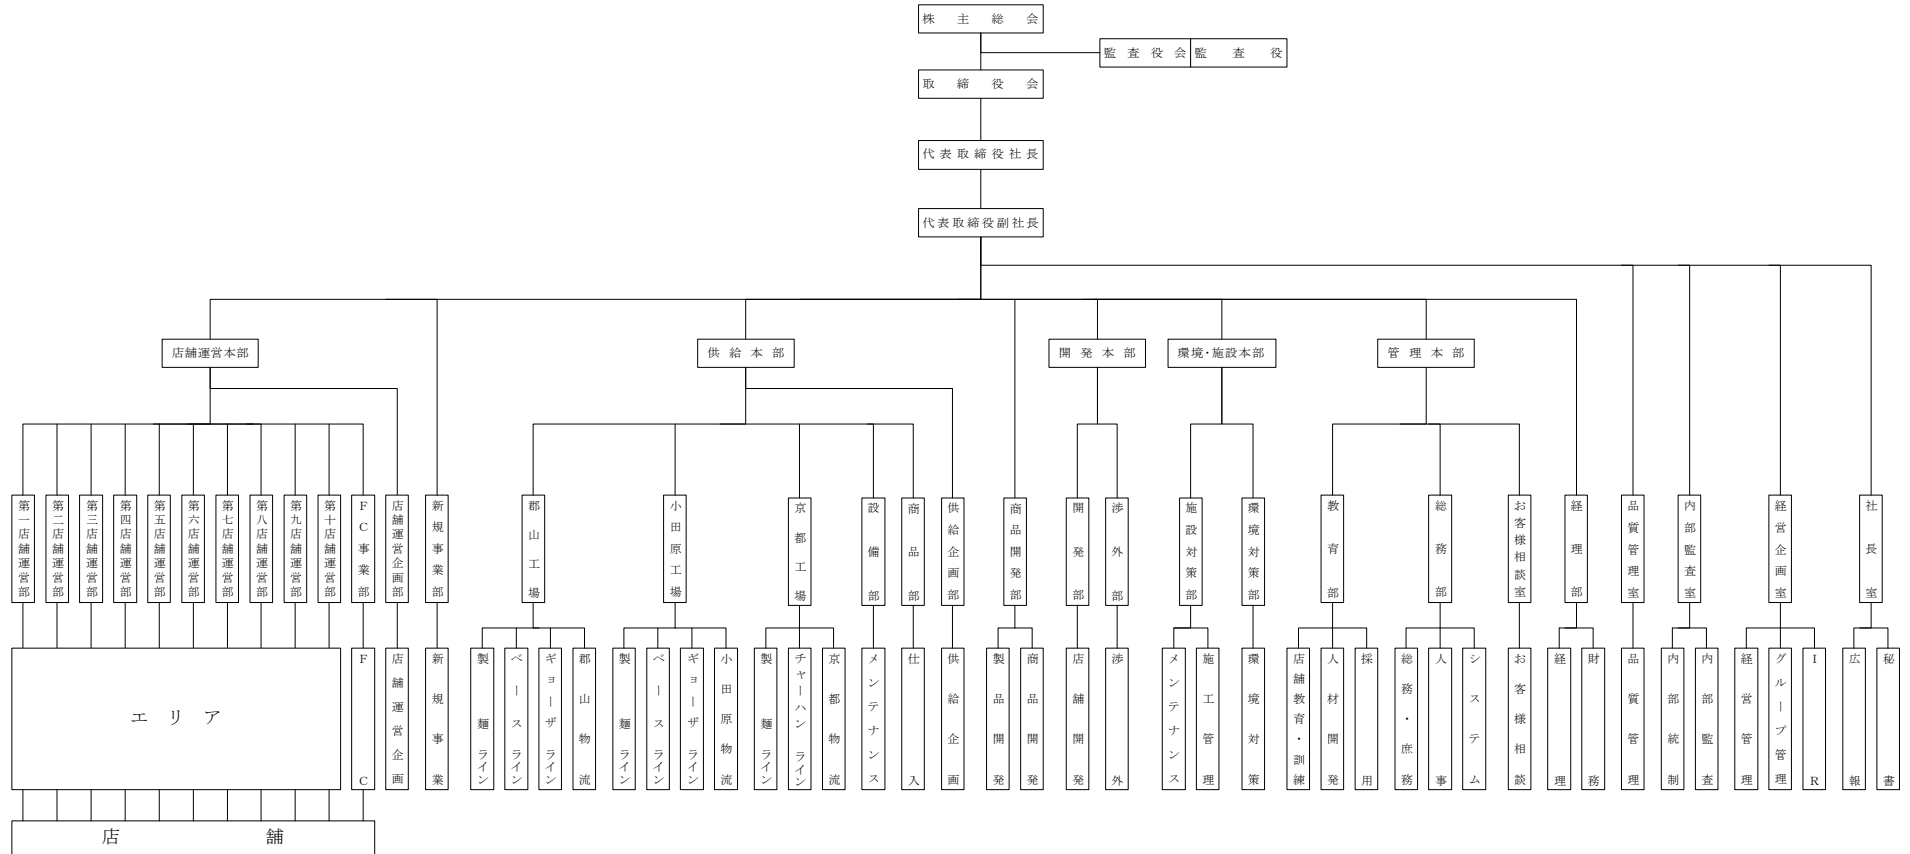 株主総会
監査役会 監査役
取締役会
代表取締役社長
代表取締役副社長
店舗運営本部
供給本部
開発本部
環境・施設本部
管理本部
第一店舗運営部
第二店舗運営部
第三店舗運営部
第四店舗運営部
第五店舗運営部
第六店舗運営部
第七店舗運営部
第八店舗運営部
第九店舗運営部
第十店舗運営部
FC事業部
店舗運営企画部
新規事業部
郡山工場
小田原工場
京都工場
設備部
商品部
供給企画部
商品開発部
開発部
渉外部
施設対策部
環境対策部
教育部
総務部
お客様相談室
経理部
品質管理室
内部監査室
経営企画室
社長室
エリア
FC
店舗運営企画
新規事業
製麺ライン
ベースライン
ギョーザライン
郡山物流
製麺ライン
ベースライン
ギョーザライン
小田原物流
製麺ライン
チャーハンライン
京都物流
メンテナンス
仕入
供給企画
製品開発
商品開発
店舗開発
渉外
メンテナンス
施工管理
環境対策
店舗教育・訓練
人材開発
採用
総務・庶務
人事
システム
お客様相談
経理
財務
品質管理
内部統制
内部監査
経営管理
グループ管理
IR
広報
秘書
店舗